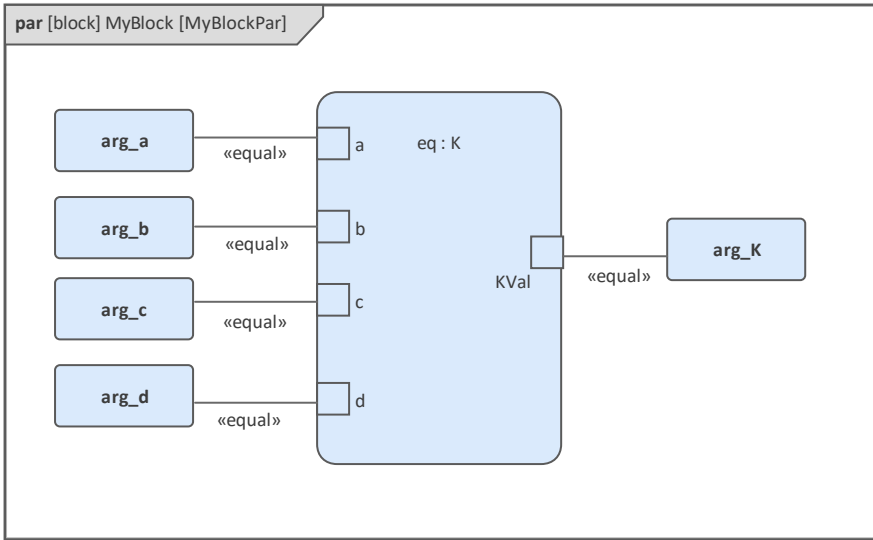 par [block] MyBlock [MyBlockPar]
arg_a
«equal»
a
eq : K
arg_b
«equal»
b
arg_c
«equal»
c
arg_d
«equal»
d
KVal
«equal»
arg_K